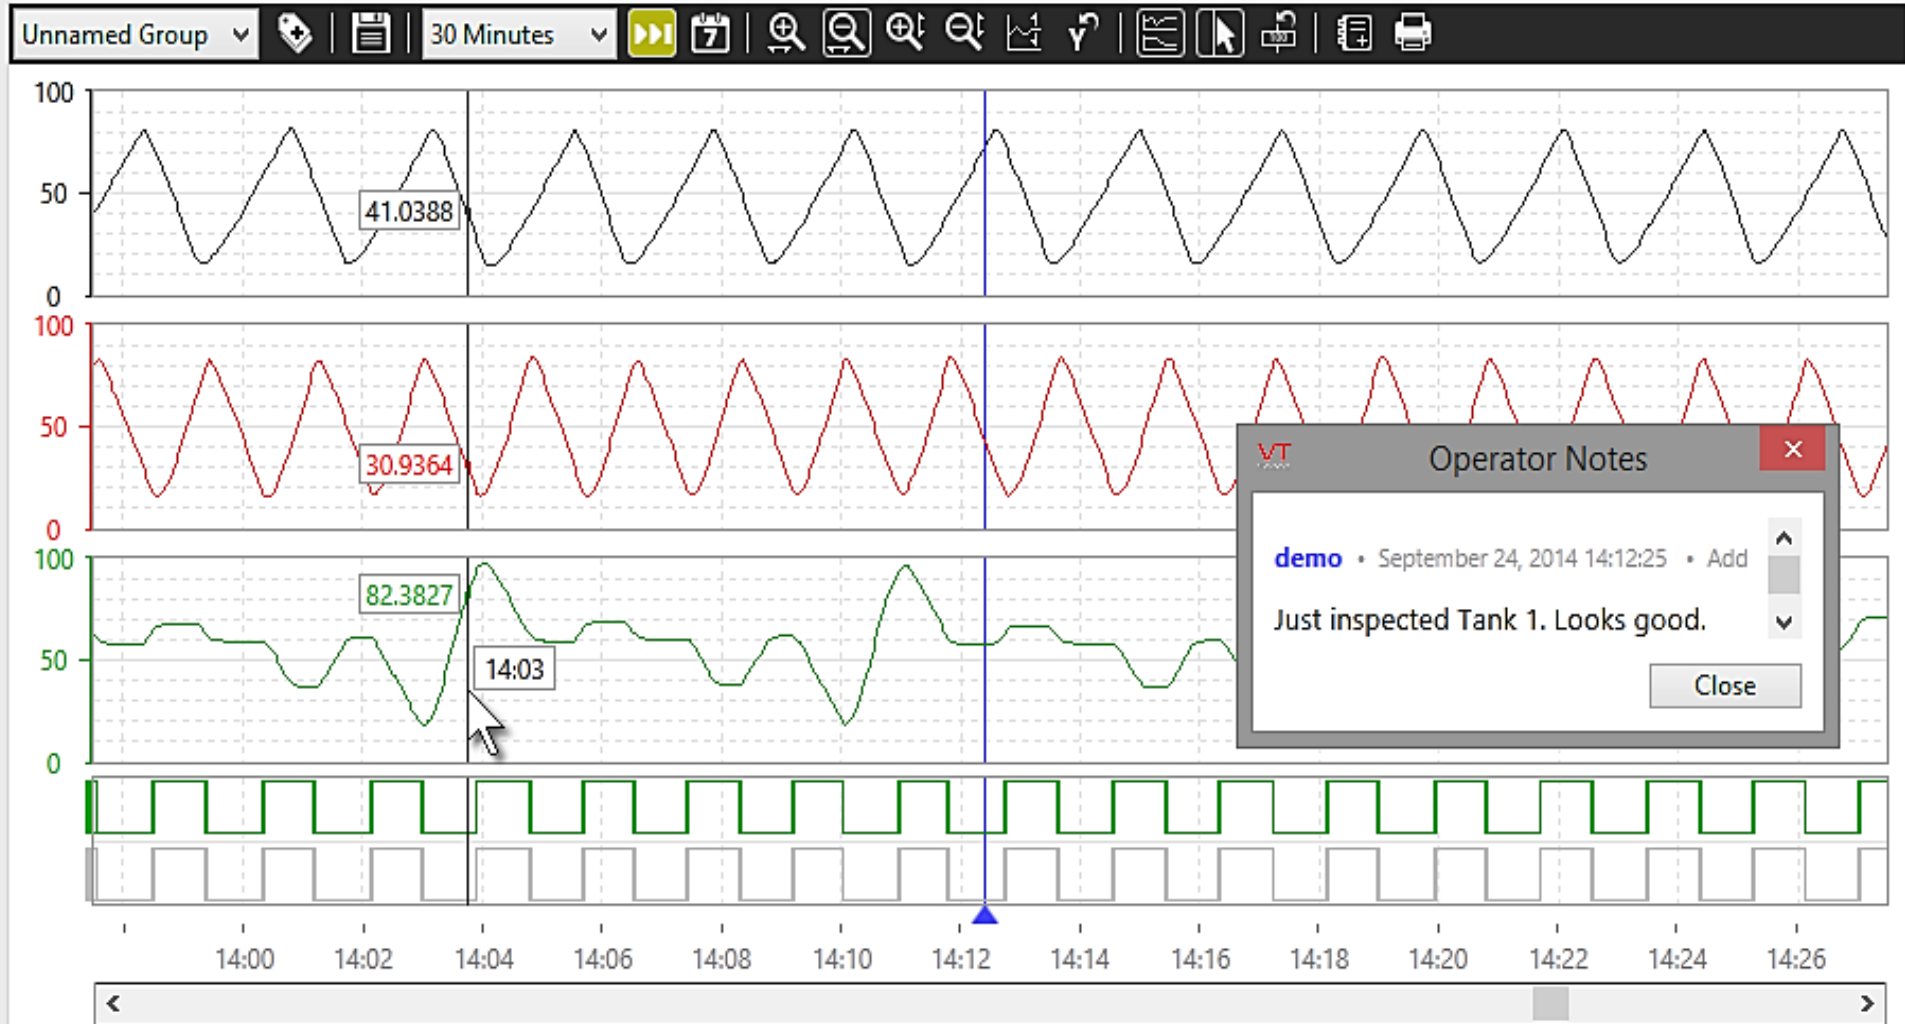 Unnamed Group
30 Minutes
7
100
50
0
41.0388
100
50
0
30.9364
100
50
0
82.3827
14:03
VT
Operator Notes
demo • September 24, 2014 14:12:25 • Add
Just inspected Tank 1. Looks good.
Close
14:00 14:02 14:04 14:06 14:08 14:10 14:12 14:14 14:16 14:18 14:20 14:22 14:24 14:26